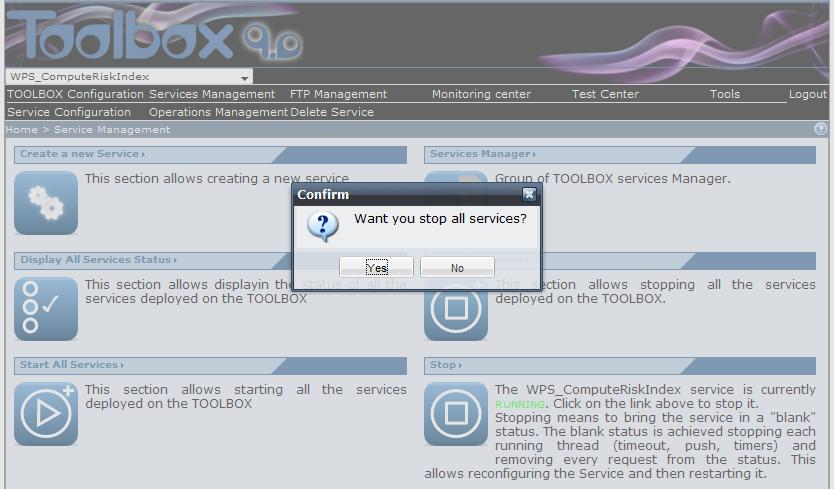 Toolbox 9.0
WPS_ComputeRiskIndex
TOOLBOX Configuration Services Management FTP Management Monitoring center Test Center Tools Logout
Service Configuration Operations Management Delete Service
Home > Service Management
Create a new Service
This section allows creating a new service
Services Manager
Group of TOOLBOX services Manager.
Confirm
Want you stop all services?
Yes No
Display All Services Status
This section allows displayin the status of all the
services deployed on the TOOLBOX
This section allows stopping all the services
deployed on the TOOLBOX.
Start All Services
This section allows starting all the services
deployed on the TOOLBOX
Stop
The WPS_ComputeRiskIndex service is currently
RUNNING. Click on the link above to stop it.
Stopping means to bring the service in a "blank"
status. The blank status is achieved stopping each
running thread (timeout, push, timers) and
removing every request from the status. This
allows reconfiguring the Service and then restarting it.